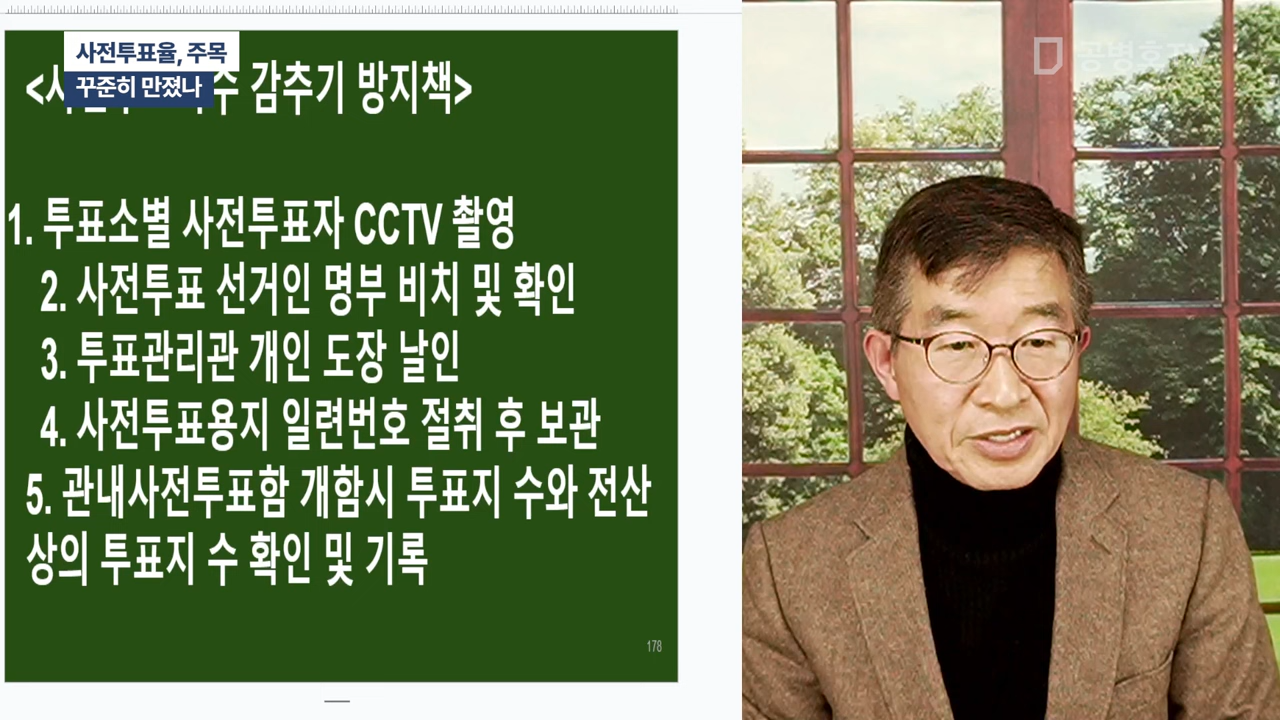 사전투표율, 주목
꾸준히 만졌나
수 감추기 방지책>
1. 투표소별 사전투표자 CCTV 촬영
2. 사전투표 선거인 명부 비치 및 확인
3. 투표관리관 개인 도장 날인
4. 사전투표용지 일련번호 절취 후 보관
5. 관내사전투표함 개함시 투표지 수와 전산
상의 투표지 수 확인 및 기록
178
공병호TV